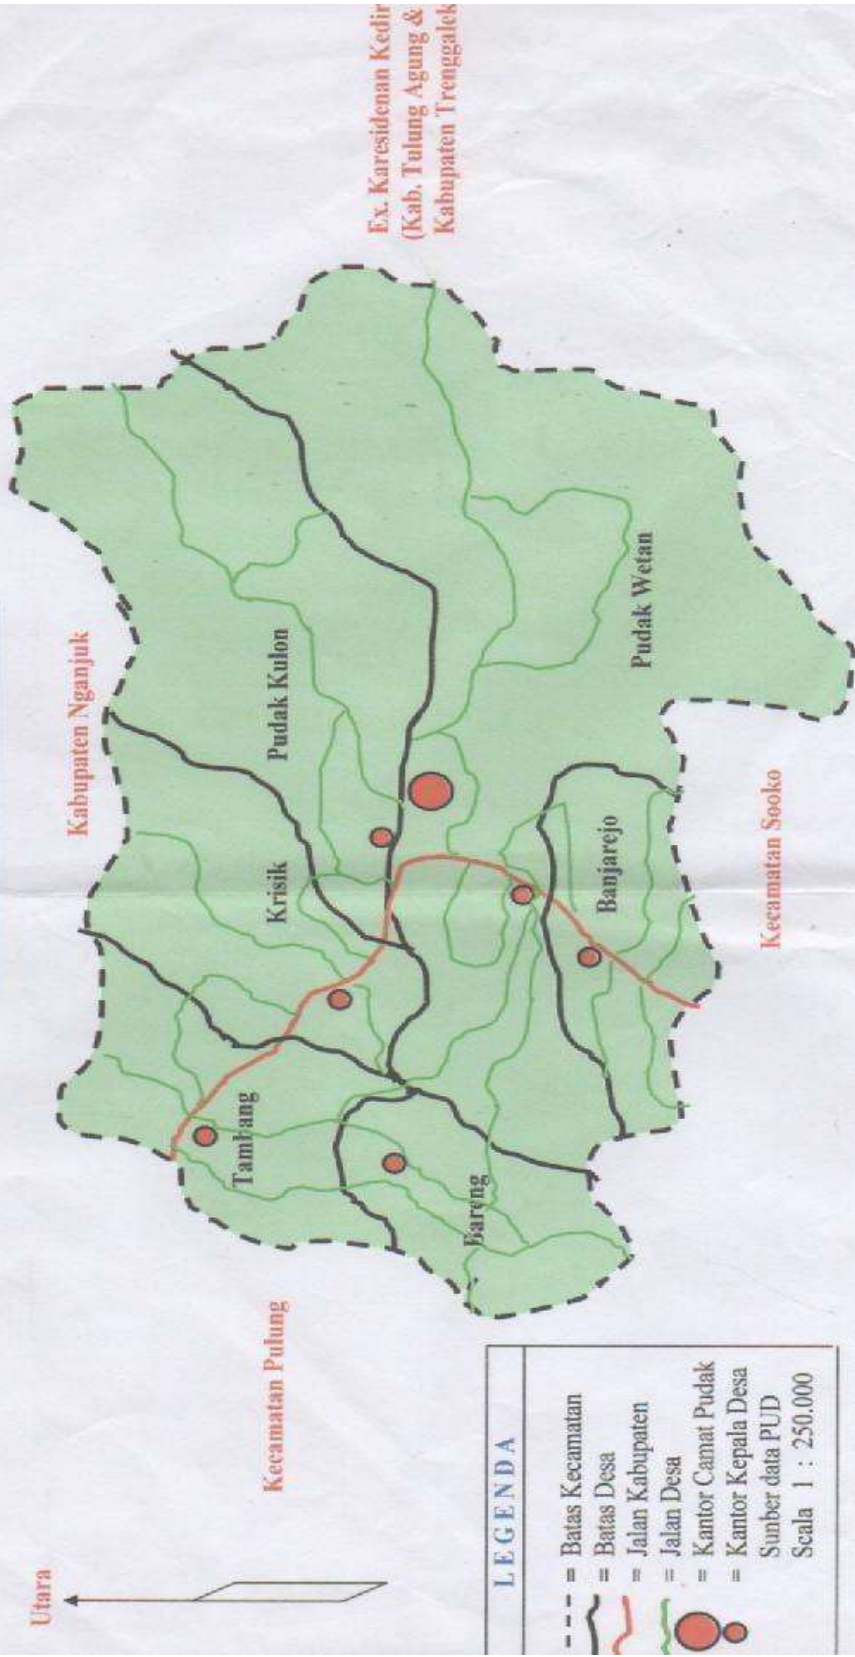 Utara
Kabupaten Nganjuk
Ex. Karesidenan Kedir
(Kab. Tulung Agung &
Kabupaten Trenggalek
Kecamatan Pulung
Tambang
Krisik
Pudak Kulon
Bareng
Banjarejo
Pudak Wetan
Kecamatan Sooko
LEGENDA
= Batas Kecamatan
= Batas Desa
= Jalan Kabupaten
= Jalan Desa
= Kantor Camat Pudak
= Kantor Kepala Desa
Sunber data PUD
Scala 1 : 250.000